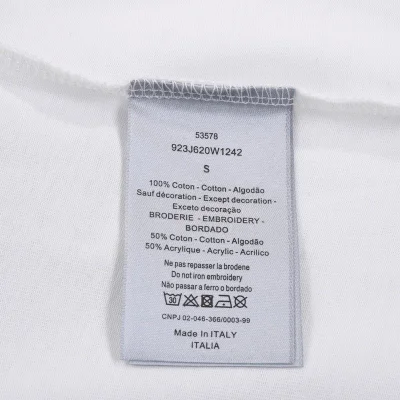 53578
923J620W1242
S
100% Coton - Cotton - Algodão
Sauf décoration - Except decoration -
Exceto decoração
BRODERIE - EMBROIDERY -
BORDADO
50% Coton - Cotton - Algodão
50% Acrylique - Acrylic - Acrilico
Ne pas repasser la brodene
Do not iron embroidery
Não passar a ferro o bordado
30
CNPJ 02-046-366/0003-99
Made In ITALY
ITALIA